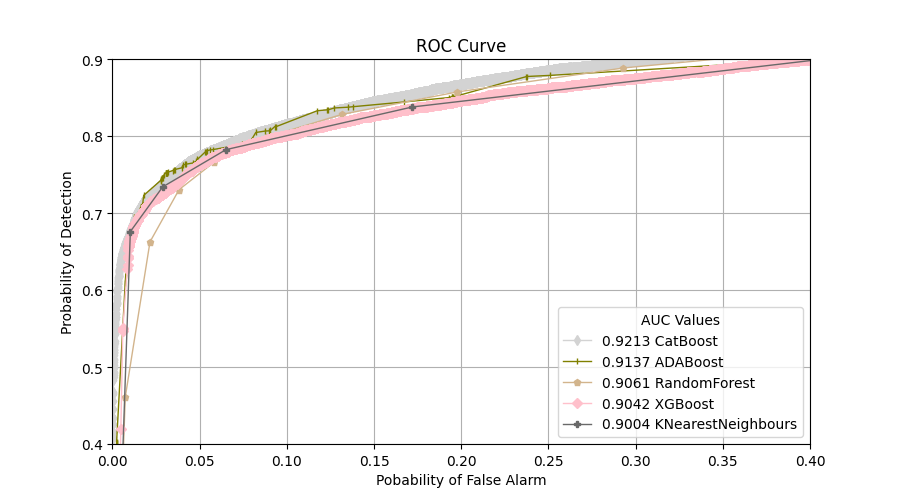 ROC Curve
0.9
0.8
0.7
0.6
0.5
0.4
Probability of Detection
AUC Values
0.9213 CatBoost
0.9137 ADABoost
0.9061 RandomForest
0.9042 XGBoost
0.9004 KNearestNeighbours
0.00 0.05 0.10 0.15 0.20 0.25 0.30 0.35 0.40
Pobability of False Alarm